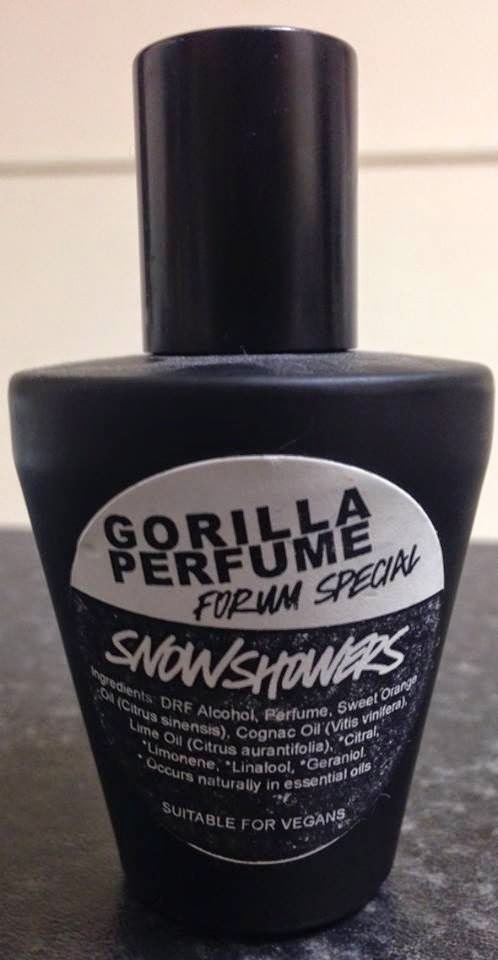 GORILLA
PERFUME
FORUM SPECIAL
SNOWSHOWERS
Ingredients: DRF Alcohol, Perfume, Sweet Orange
Oil (Citrus sinensis), Cognac Oil (Vitis vinifera),
Lime Oil (Citrus aurantifolia), *Citral,
*Limonene, *Linalool, *Geraniol.
*Occurs naturally in essential oils
SUITABLE FOR VEGANS